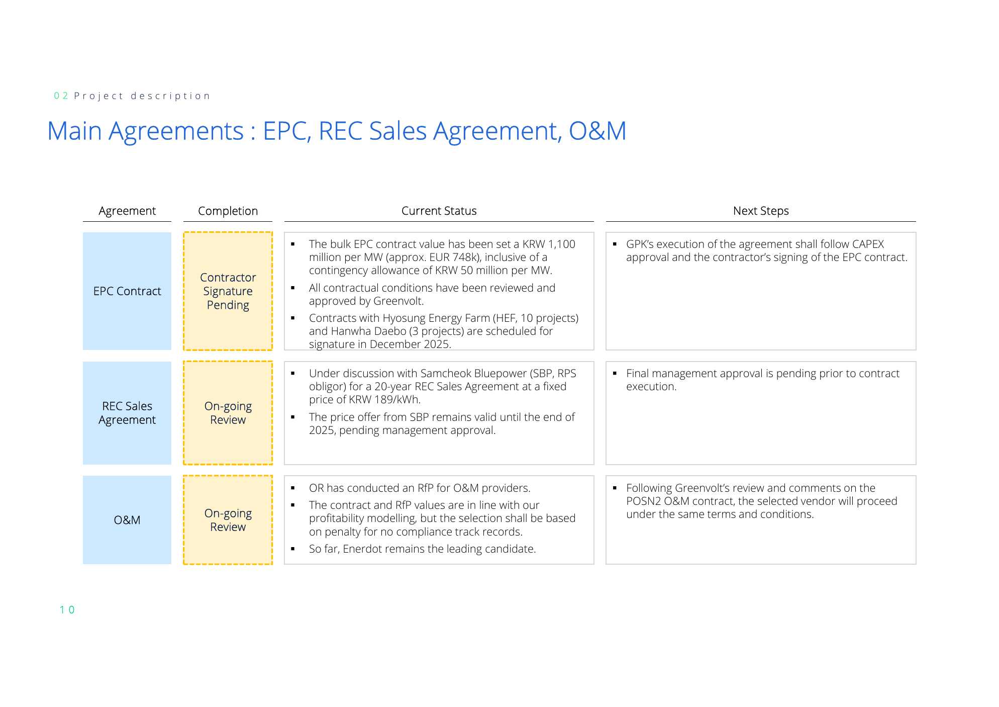 02 Project description
Main Agreements : EPC, REC Sales Agreement, O&M
Agreement
Completion
Current Status
Next Steps
EPC Contract
Contractor
Signature
Pending
▪ The bulk EPC contract value has been set a KRW 1,100
million per MW (approx. EUR 748k), inclusive of a
contingency allowance of KRW 50 million per MW.
▪ All contractual conditions have been reviewed and
approved by Greenvolt.
▪ Contracts with Hyosung Energy Farm (HEF, 10 projects)
and Hanwha Daebo (3 projects) are scheduled for
signature in December 2025.
▪ GPK’s execution of the agreement shall follow CAPEX
approval and the contractor’s signing of the EPC contract.
REC Sales
Agreement
On-going
Review
▪ Under discussion with Samcheok Bluepower (SBP, RPS
obligor) for a 20-year REC Sales Agreement at a fixed
price of KRW 189/kWh.
▪ The price offer from SBP remains valid until the end of
2025, pending management approval.
▪ Final management approval is pending prior to contract
execution.
O&M
On-going
Review
▪ OR has conducted an RfP for O&M providers.
▪ The contract and RfP values are in line with our
profitability modelling, but the selection shall be based
on penalty for no compliance track records.
▪ So far, Enerdot remains the leading candidate.
▪ Following Greenvolt’s review and comments on the
POSN2 O&M contract, the selected vendor will proceed
under the same terms and conditions.
10